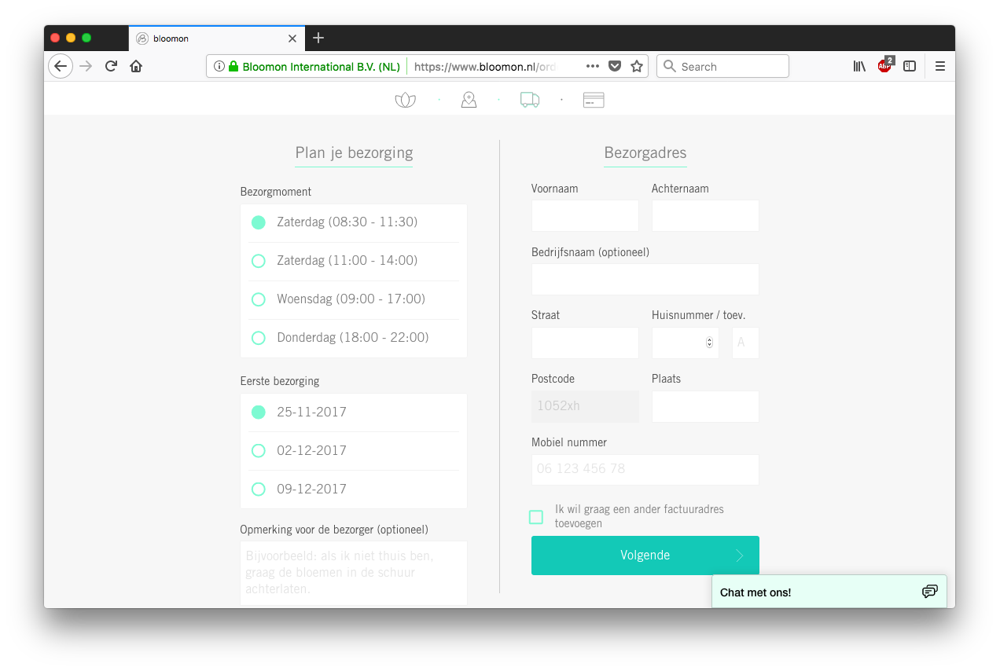 bloomon
Bloomon International B.V. (NL)
https://www.bloomon.nl/ord
2
ABP
Search
Plan je bezorging
Bezorgmoment
Zaterdag (08:30 - 11:30)
Zaterdag (11:00 - 14:00)
Woensdag (09:00 - 17:00)
Donderdag (18:00 - 22:00)
Eerste bezorging
25-11-2017
02-12-2017
09-12-2017
Opmerking voor de bezorger (optioneel)
Bijvoorbeeld: als ik niet thuis ben,
graag de bloemen in de schuur
achterlaten.
Bezorgadres
Voornaam Achternaam
Bedrijfsnaam (optioneel)
Straat Huisnummer / toev.
A
Postcode Plaats
1052xh
Mobiel nummer
06 123 456 78
Ik wil graag een ander factuuradres
toevoegen
Volgende
Chat met ons!